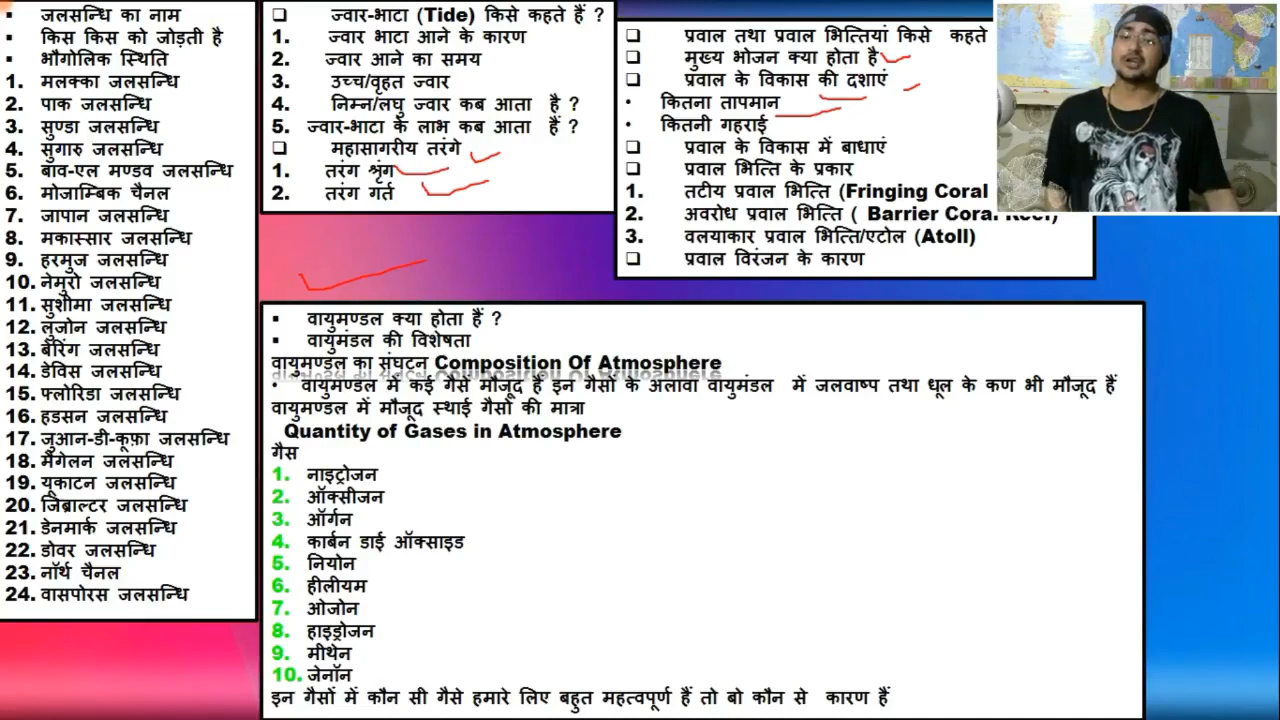 जलसन्धि का नाम
किस किस को जोड़ती है
भौगोलिक स्थिति
1. मलक्का जलसन्धि
2. पाक जलसन्धि
3. सुण्डा जलसन्धि
4. सुगारु जलसन्धि
5. बाव-एल मण्डव जलसन्धि
6. मोजाम्बिक चैनल
7. जापान जलसन्धि
8. मकास्सार जलसन्धि
9. हरमुज जलसन्धि
10. नेमुरो जलसन्धि
11. सुशीमा जलसन्धि
12. लुजोन जलसन्धि
13. बेरिंग जलसन्धि
14. डेविस जलसन्धि
15. फ्लोरिडा जलसन्धि
16. हडसन जलसन्धि
17. जुआन-डी-कूफ़ा जलसन्धि
18. मैगेलन जलसन्धि
19. यूकाटन जलसन्धि
20. जिब्राल्टर जलसन्धि
21. डेनमार्क जलसन्धि
22. डोवर जलसन्धि
23. नॉर्थ चैनल
24. वासपोरस जलसन्धि
ज्वार-भाटा (Tide) किसे कहते हैं ?
1. ज्वार भाटा आने के कारण
2. ज्वार आने का समय
3. उच्च/वृहत ज्वार
4. निम्न/लघु ज्वार कब आता है ?
5. ज्वार-भाटा के लाभ कब आता हैं ?
महासागरीय तरंगे
1. तरंग श्रृंग
2. तरंग गर्त
प्रवाल तथा प्रवाल भित्तियां किसे कहते
मुख्य भोजन क्या होता है
प्रवाल के विकास की दशाएं
कितना तापमान
कितनी गहराई
प्रवाल के विकास में बाधाएं
प्रवाल भित्ति के प्रकार
1. तटीय प्रवाल भित्ति (Fringing Coral
2. अवरोध प्रवाल भित्ति ( Barrier Coral Reef)
3. वलयाकार प्रवाल भित्ति/एटोल (Atoll)
प्रवाल विरंजन के कारण
वायुमण्डल क्या होता हैं ?
वायुमंडल की विशेषता
वायुमण्डल का संघटन Composition Of Atmosphere
वायुमण्डल में कई गैसें मौजूद हैं इन गैसों के अलावा वायुमंडल में जलवाष्प तथा धूल के कण भी मौजूद हैं
वायुमण्डल में मौजूद स्थाई गैसों की मात्रा
Quantity of Gases in Atmosphere
गैस
1. नाइट्रोजन
2. ऑक्सीजन
3. ऑर्गन
4. कार्बन डाई ऑक्साइड
5. नियोन
6. हीलीयम
7. ओजोन
8. हाइड्रोजन
9. मीथेन
10. जेनॉन
इन गैसों में कौन सी गैसे हमारे लिए बहुत महत्वपूर्ण हैं तो बो कौन से कारण हैं